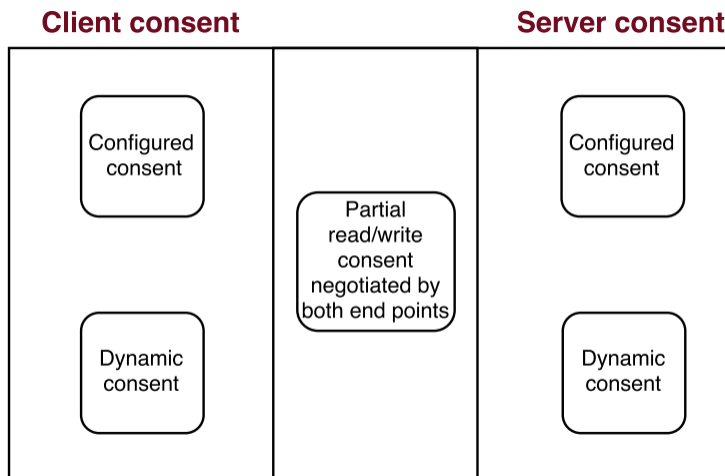 Client consent
Server consent
Configured
consent
Configured
consent
Partial
read/write
consent
negotiated by
both end points
Dynamic
consent
Dynamic
consent